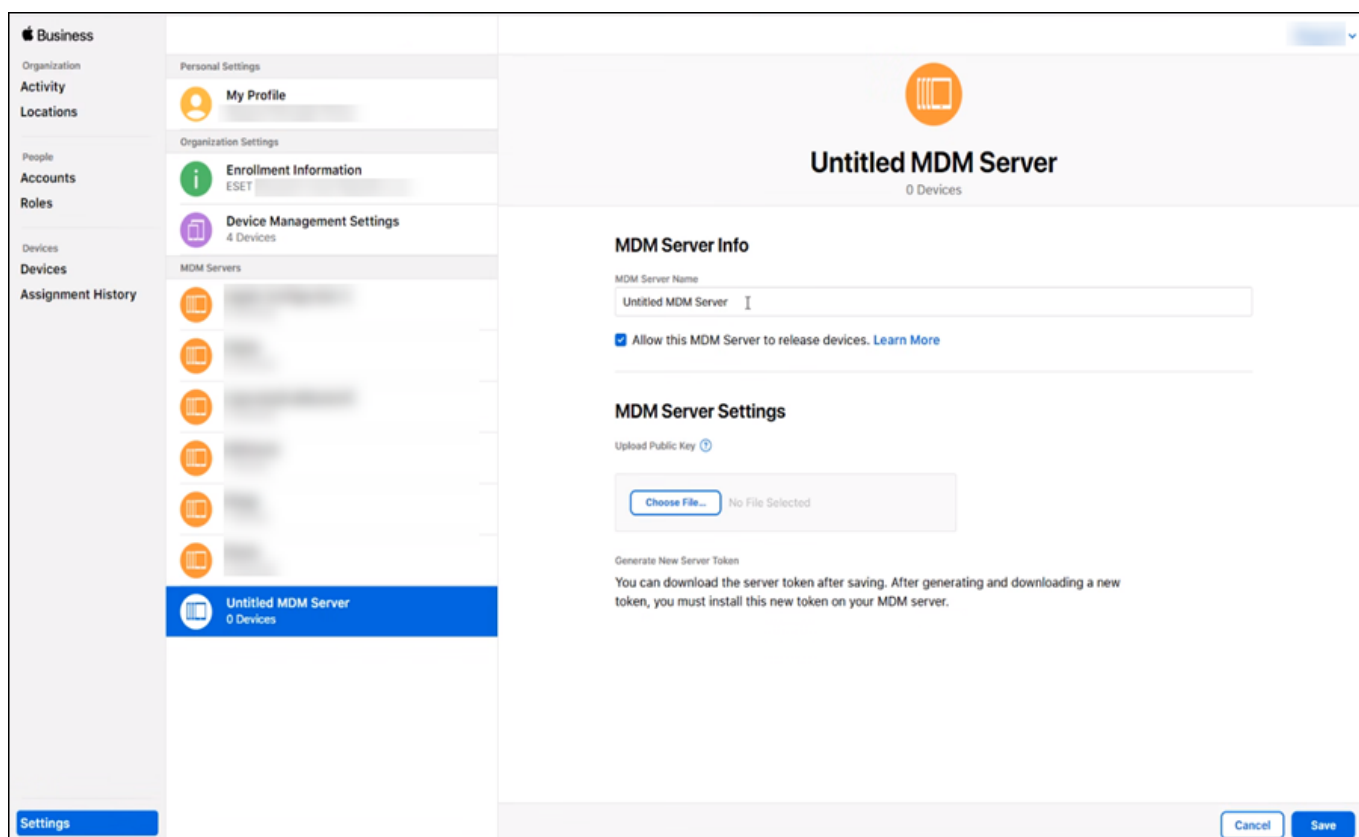 Business
Organization
Activity
Locations
People
Accounts
Roles
Devices
Devices
Assignment History
Settings
Personal Settings
My Profile
Organization Settings
Enrollment Information
ESET
Device Management Settings
4 Devices
MDM Servers
Untitled MDM Server
0 Devices
Untitled MDM Server
0 Devices
MDM Server Info
MDM Server Name
Untitled MDM Server
Allow this MDM Server to release devices. Learn More
MDM Server Settings
Upload Public Key ?
Choose File... No File Selected
Generate New Server Token
You can download the server token after saving. After generating and downloading a new
token, you must install this new token on your MDM server.
Cancel Save